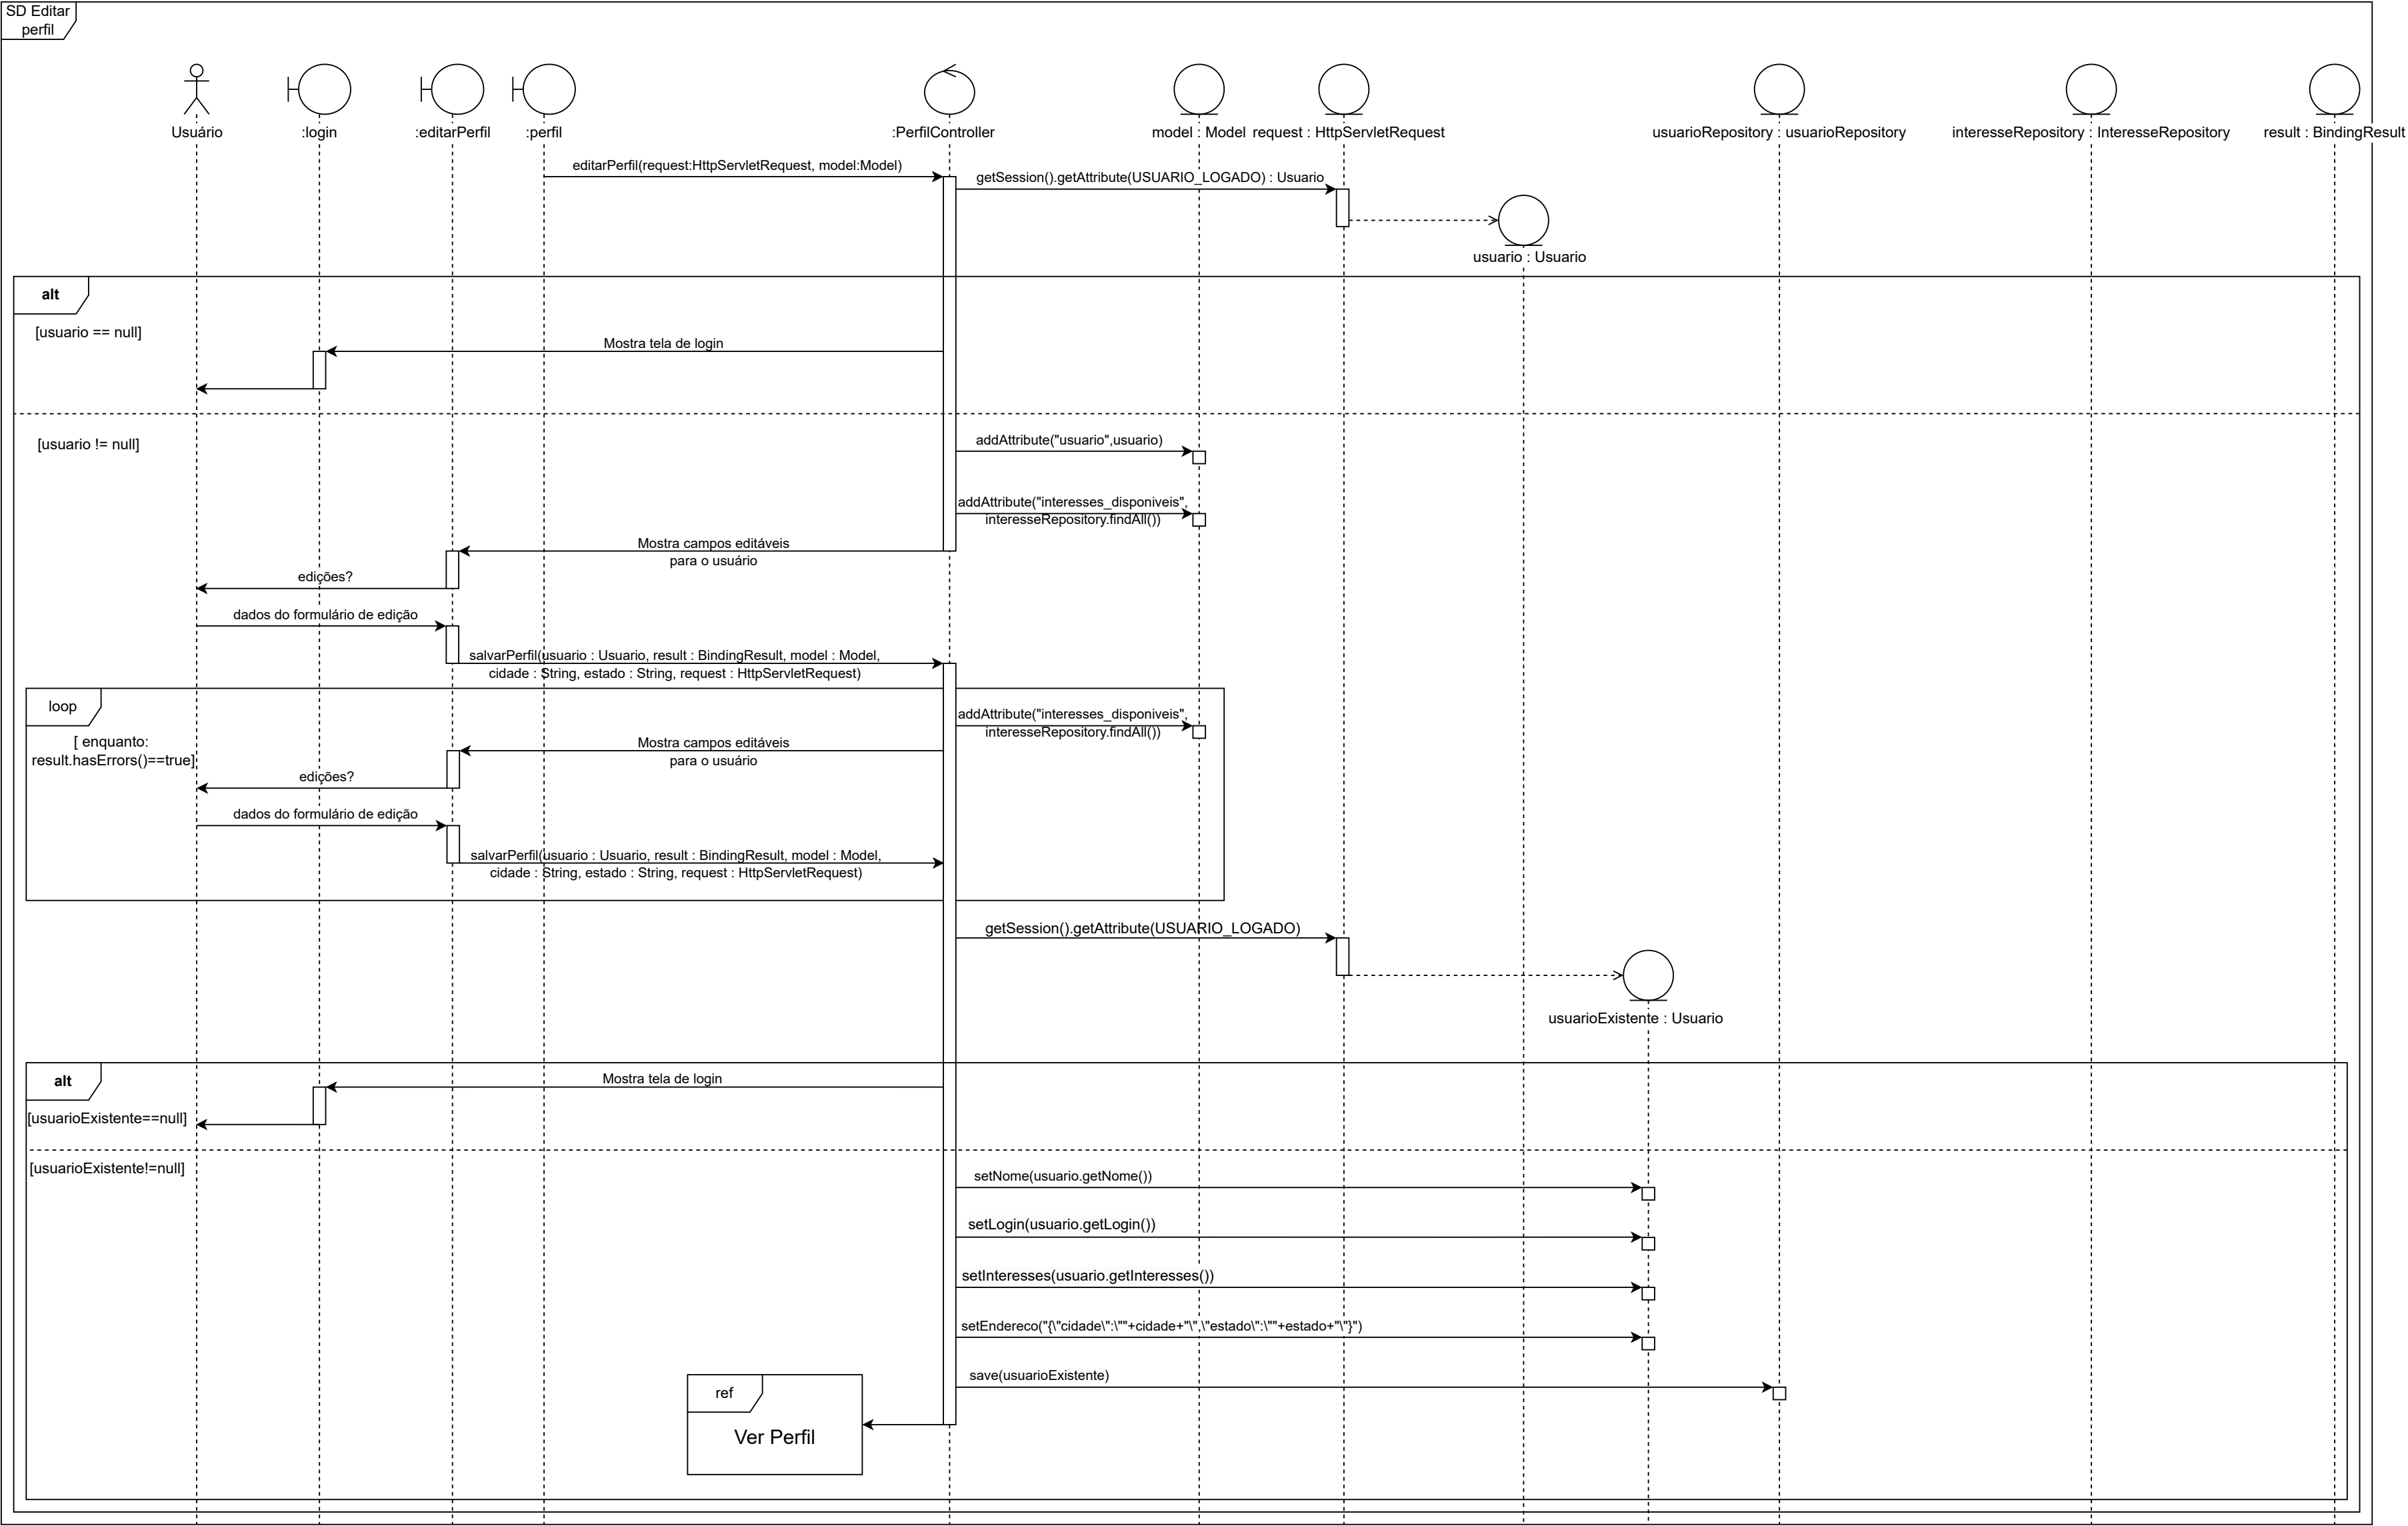 SD Editar
perfil
Usuário
:login
:editarPerfil
:perfil
:PerfilController
model : Model
request : HttpServletRequest
usuarioRepository : usuarioRepository
interesseRepository : InteresseRepository
result : BindingResult
editarPerfil(request:HttpServletRequest, model:Model)
getSession().getAttribute(USUARIO_LOGADO) : Usuario
usuario : Usuario
alt
[usuario == null]
Mostra tela de login
[usuario != null]
addAttribute("usuario",usuario)
addAttribute("interesses_disponiveis",
interesseRepository.findAll())
Mostra campos editáveis
para o usuário
edições?
dados do formulário de edição
salvarPerfil(usuario : Usuario, result : BindingResult, model : Model,
cidade : String, estado : String, request : HttpServletRequest)
loop
[ enquanto:
result.hasErrors()==true]
addAttribute("interesses_disponiveis",
interesseRepository.findAll())
Mostra campos editáveis
para o usuário
edições?
dados do formulário de edição
salvarPerfil(usuario : Usuario, result : BindingResult, model : Model,
cidade : String, estado : String, request : HttpServletRequest)
getSession().getAttribute(USUARIO_LOGADO)
usuarioExistente : Usuario
alt
Mostra tela de login
[usuarioExistente==null]
[usuarioExistente!=null]
setNome(usuario.getNome())
setLogin(usuario.getLogin())
setInteresses(usuario.getInteresses())
setEndereco("{\"cidade\":\""+cidade+"\",\"estado\":\""+estado+"\"}")
save(usuarioExistente)
ref
Ver Perfil